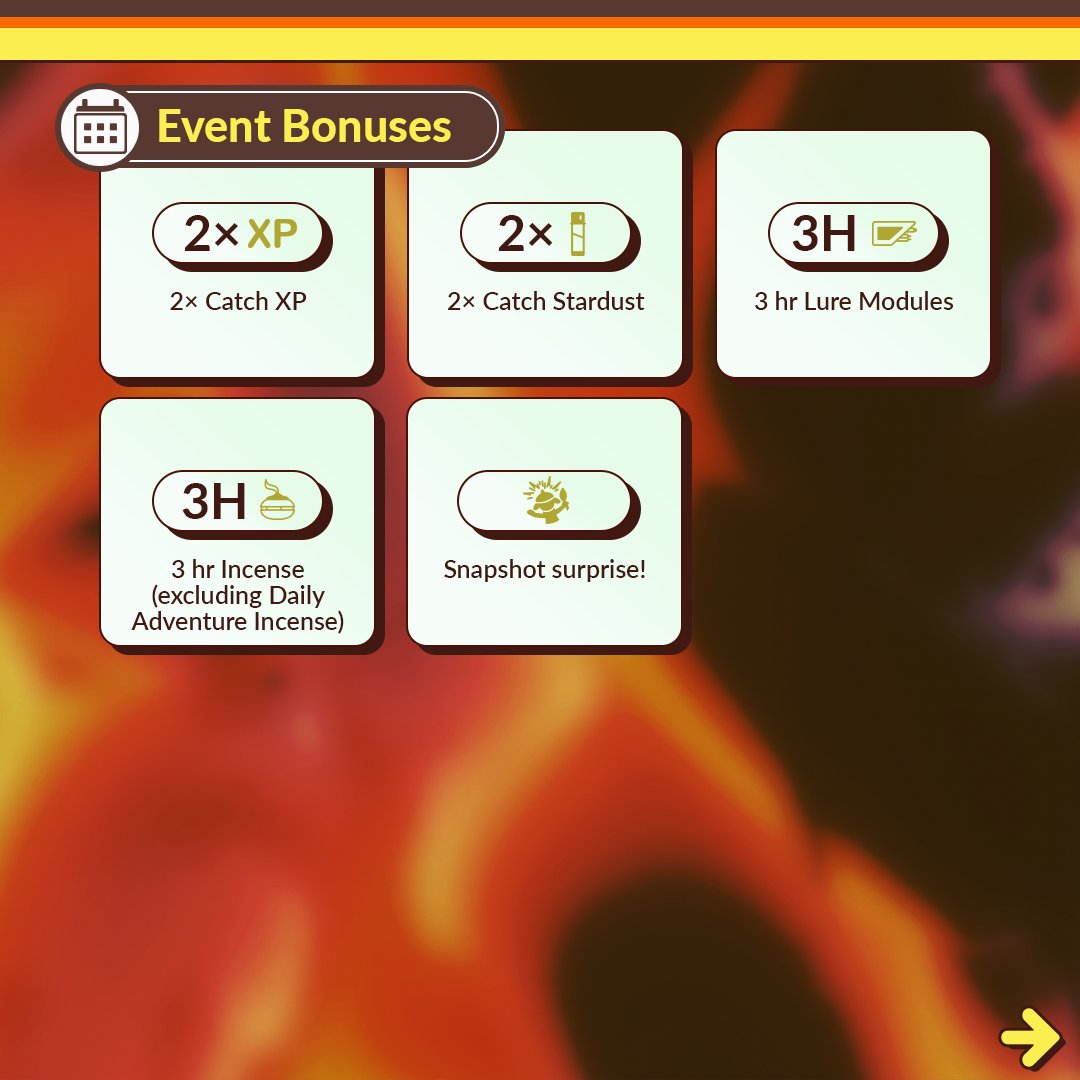 Event Bonuses
2× XP
2× Catch XP
2×
2× Catch Stardust
3H
3 hr Lure Modules
3H
3 hr Incense
(excluding Daily
Adventure Incense)
Snapshot surprise!